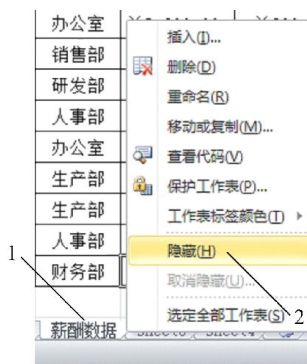 办公室
销售部
研发部
人事部
办公室
生产部
生产部
人事部
财务部
插入(I)...
删除(D)
重命名(R)
移动或复制(M)...
查看代码(V)
保护工作表(P)...
工作表标签颜色(T)
隐藏(H)
取消隐藏(U)...
选定全部工作表(S)
1
2
薪酬数据